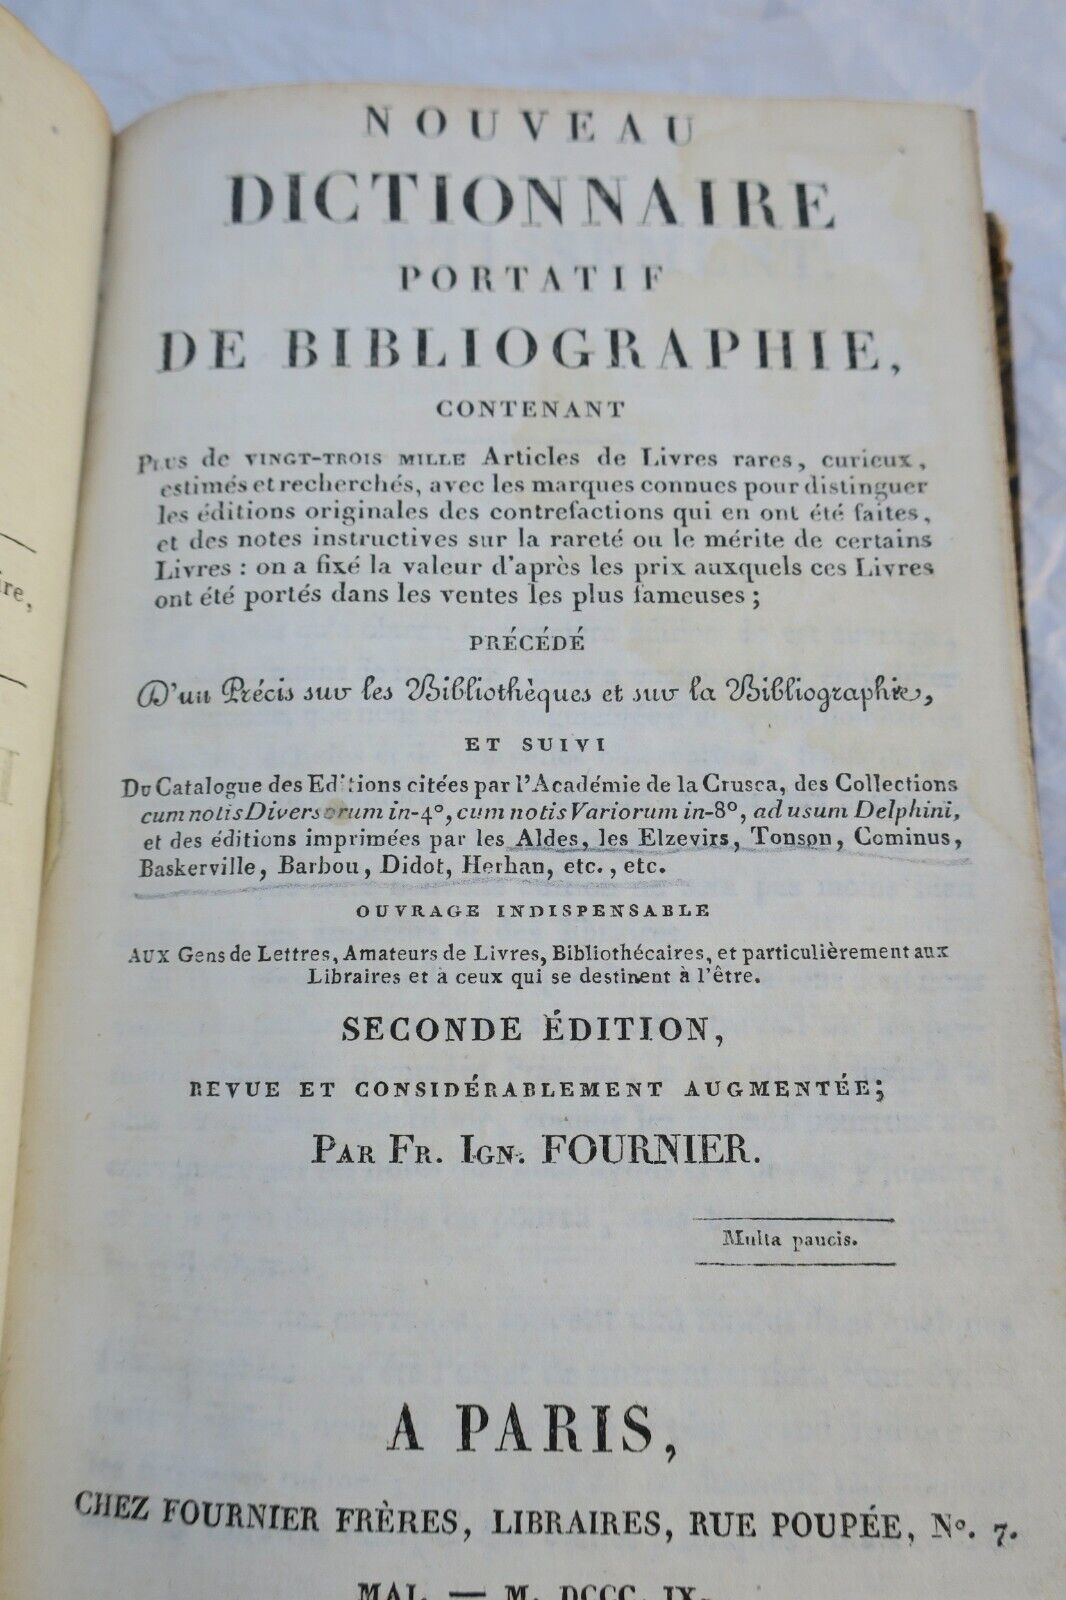 NOUVEAU
DICTIONNAIRE
PORTATIF
DE BIBLIOGRAPHIE,
CONTENANT
PLUS de VINGT-TROIS MILLE Articles de Livres rares, curieux,
estimés et recherchés, avec les marques connues pour distinguer
les éditions originales des contrefactions qui en ont été faites,
et des notes instructives sur la rareté ou le mérite de certains
Livres : on a fixé la valeur d'après les prix auxquels ces Livres
ont été portés dans les ventes les plus fameuses ;
PRÉCÉDÉ
D'un Précis sur les Bibliothèques et sur la Bibliographie,
ET SUIVI
DU Catalogue des Editions citées par l'Académie de la Crusca, des Collections
cum notis Diversorum in-4°, cum notis Variorum in-8°, ad usum Delphini,
et des éditions imprimées par les Aldes, les Elzevirs, Tonson, Cominus,
Baskerville, Barbou, Didot, Herhan, etc., etc.
OUVRAGE INDISPENSABLE
AUX Gens de Lettres, Amateurs de Livres, Bibliothécaires, et particulièrement aux
Libraires et à ceux qui se destinent à l'être.
SECONDE ÉDITION,
REVUE ET CONSIDÉRABLEMENT AUGMENTÉE;
PAR FR. IGN. FOURNIER.
Multa paucis.
A PARIS,
CHEZ FOURNIER FRÈRES, LIBRAIRES, RUE POUPÉE, N°. 7.
MAI. — M. DCCC. IX.